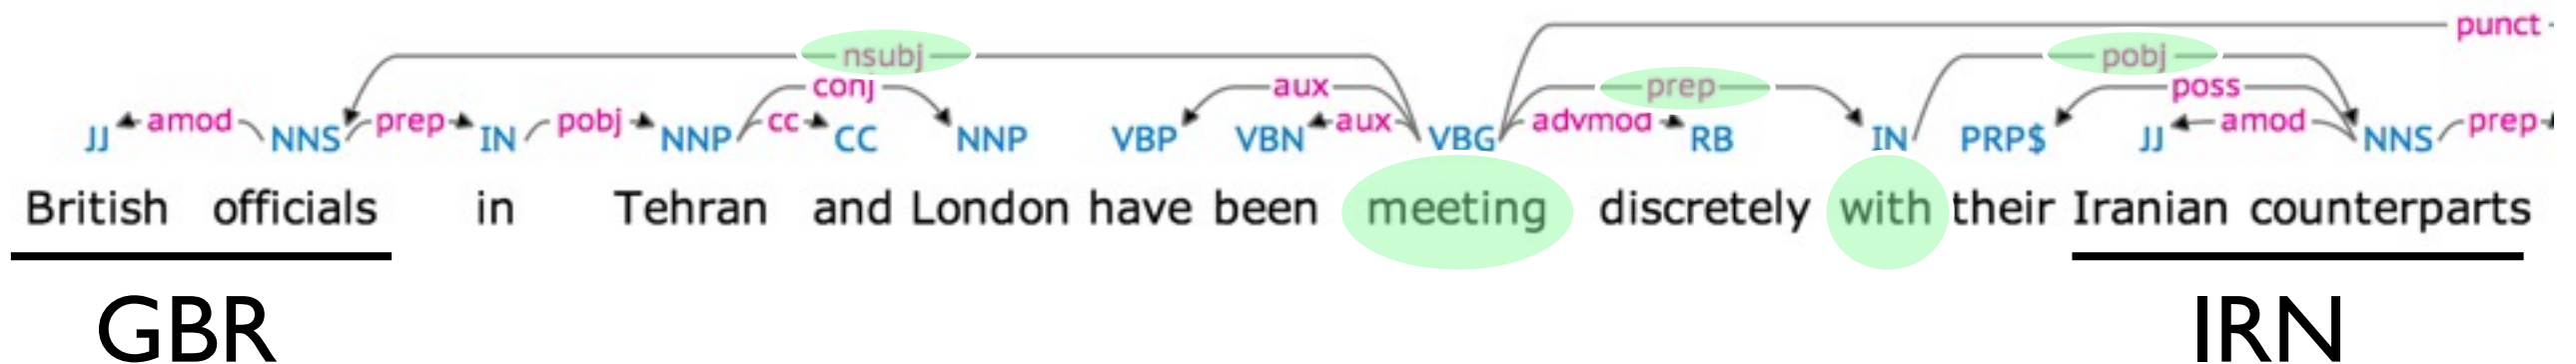 punct
nsubj pobj
conj aux prep poss
amod prep pobj cc aux advmod amod prep
JJ NNS IN NNP CC NNP VBP VBN VBG RB IN PRP$ JJ NNS
British officials in Tehran and London have been meeting discretely with their Iranian counterparts
GBR IRN